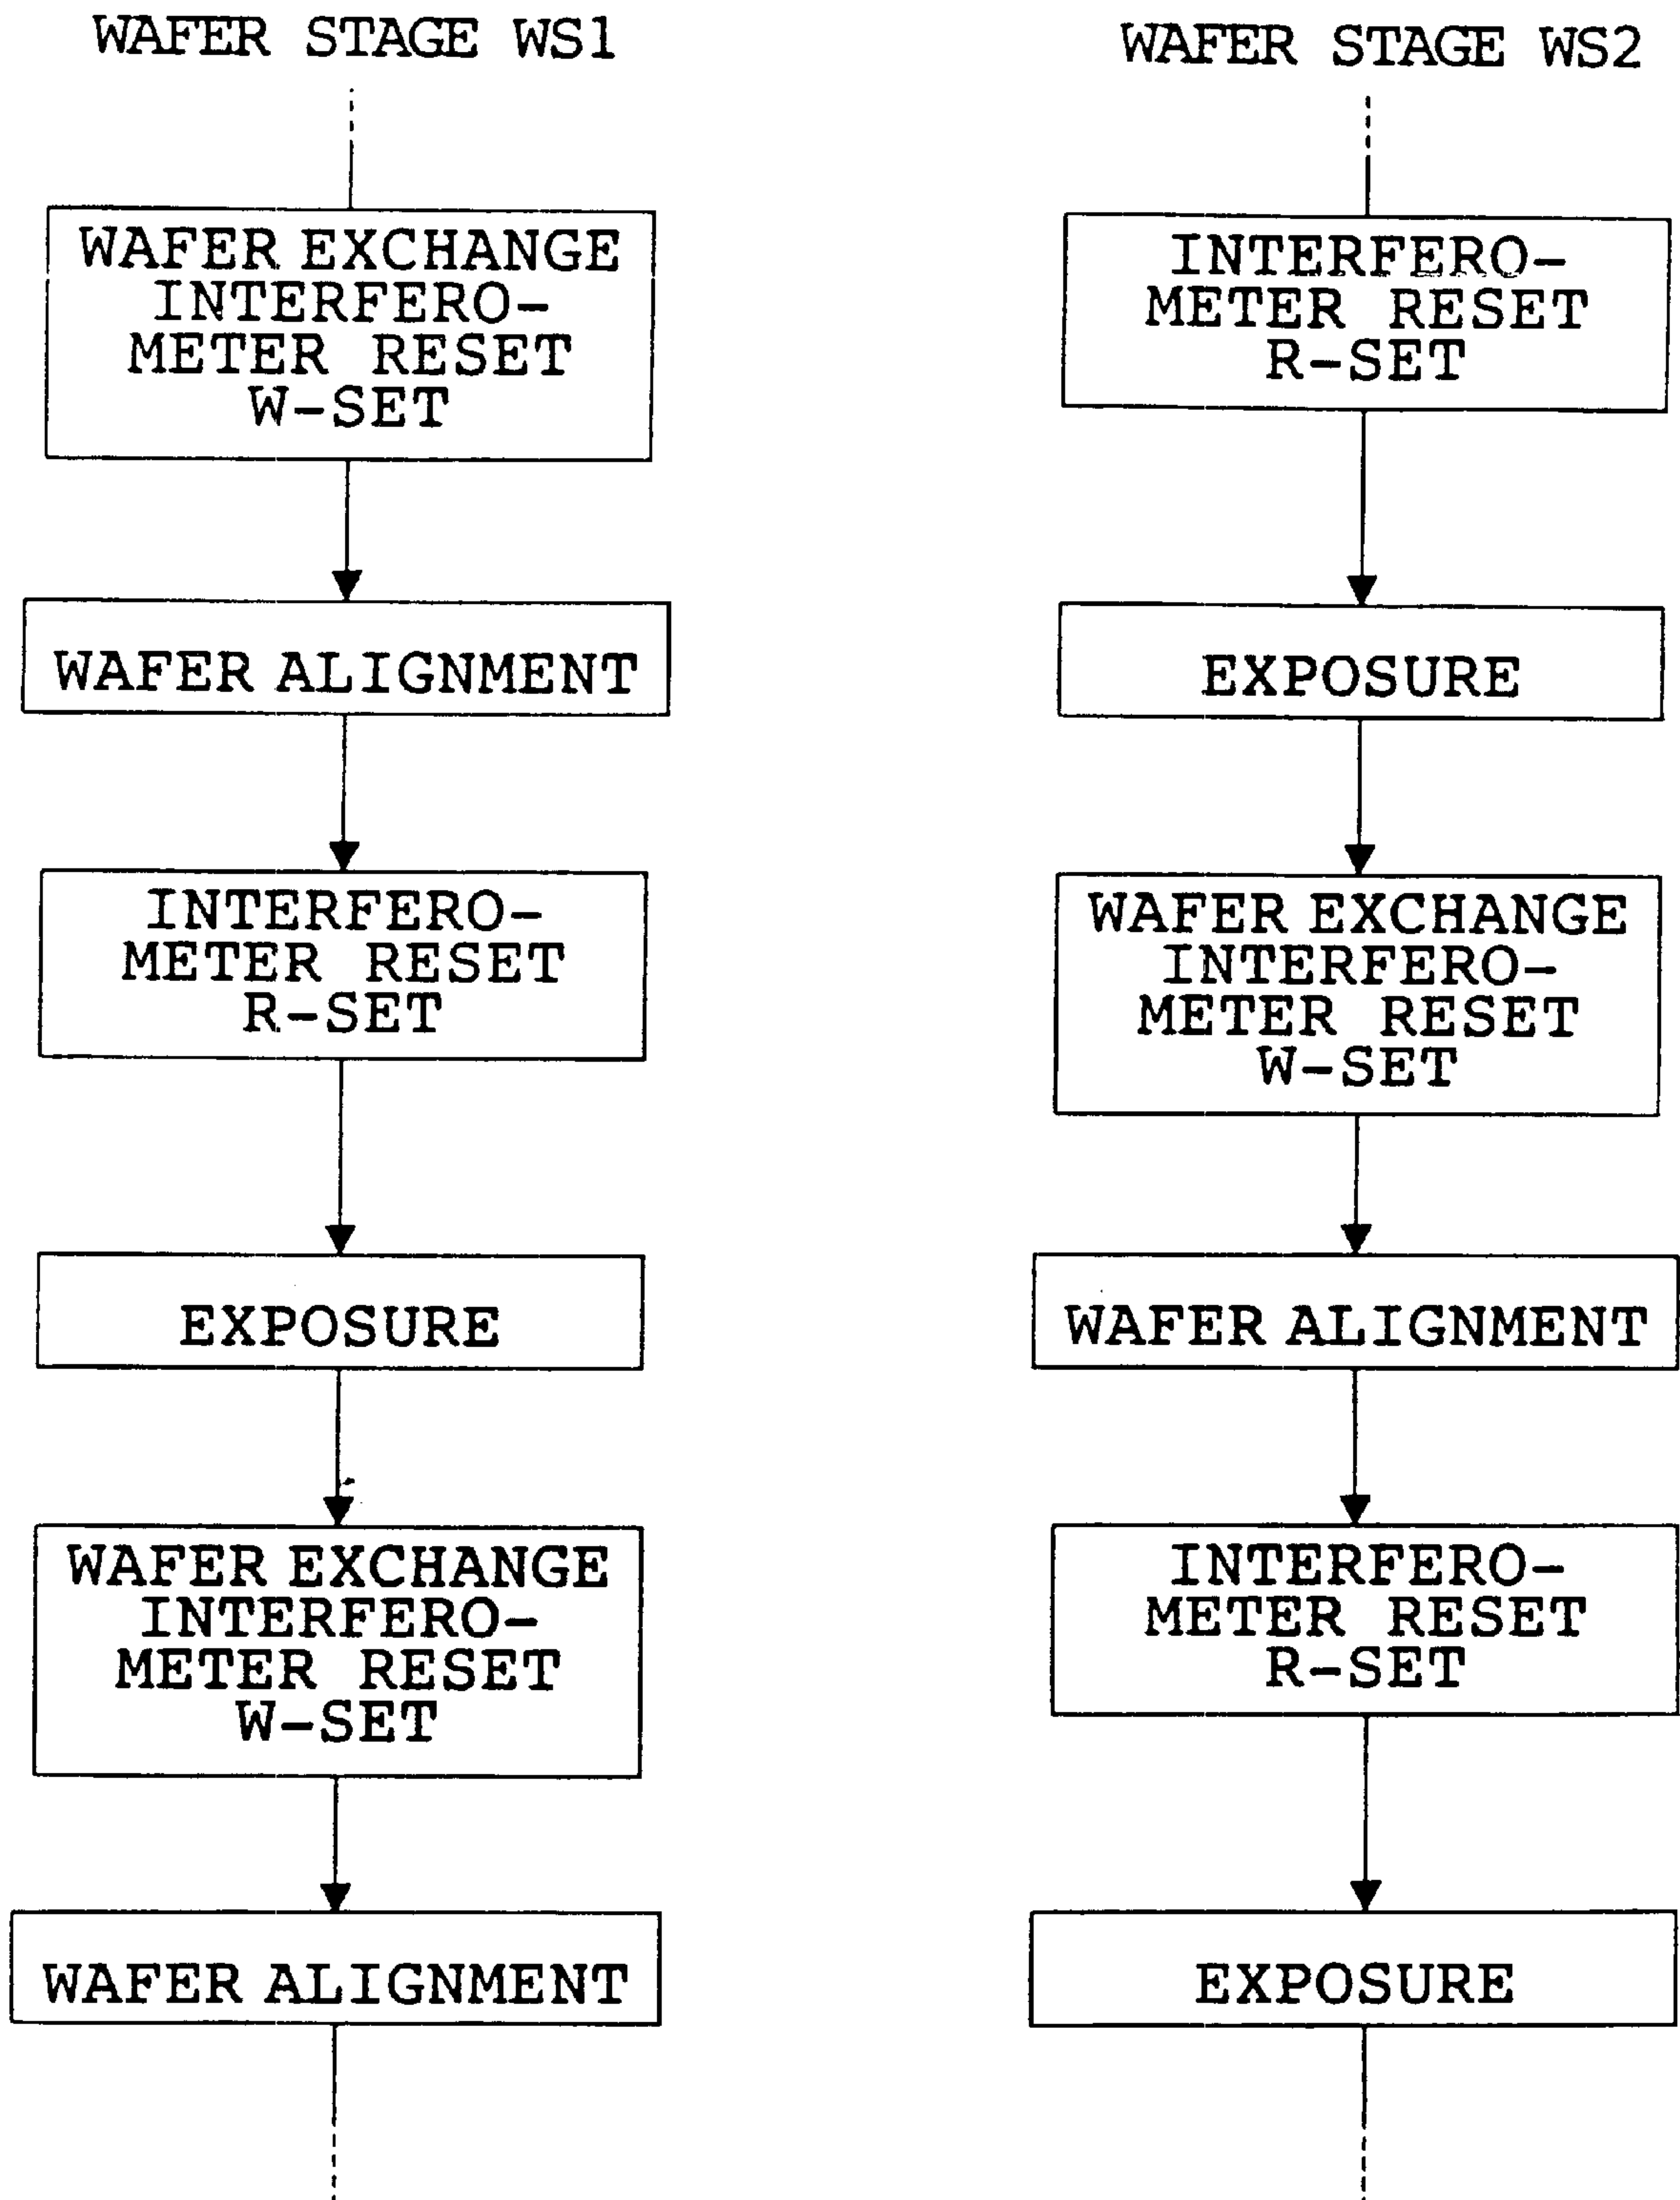 WAFER STAGE WS1
WAFER EXCHANGE
INTERFERO-
METER RESET
W-SET
WAFER ALIGNMENT
INTERFERO-
METER RESET
R-SET
EXPOSURE
WAFER EXCHANGE
INTERFERO-
METER RESET
W-SET
WAFER ALIGNMENT
WAFER STAGE WS2
INTERFERO-
METER RESET
R-SET
EXPOSURE
WAFER EXCHANGE
INTERFERO-
METER RESET
W-SET
WAFER ALIGNMENT
INTERFERO-
METER RESET
R-SET
EXPOSURE